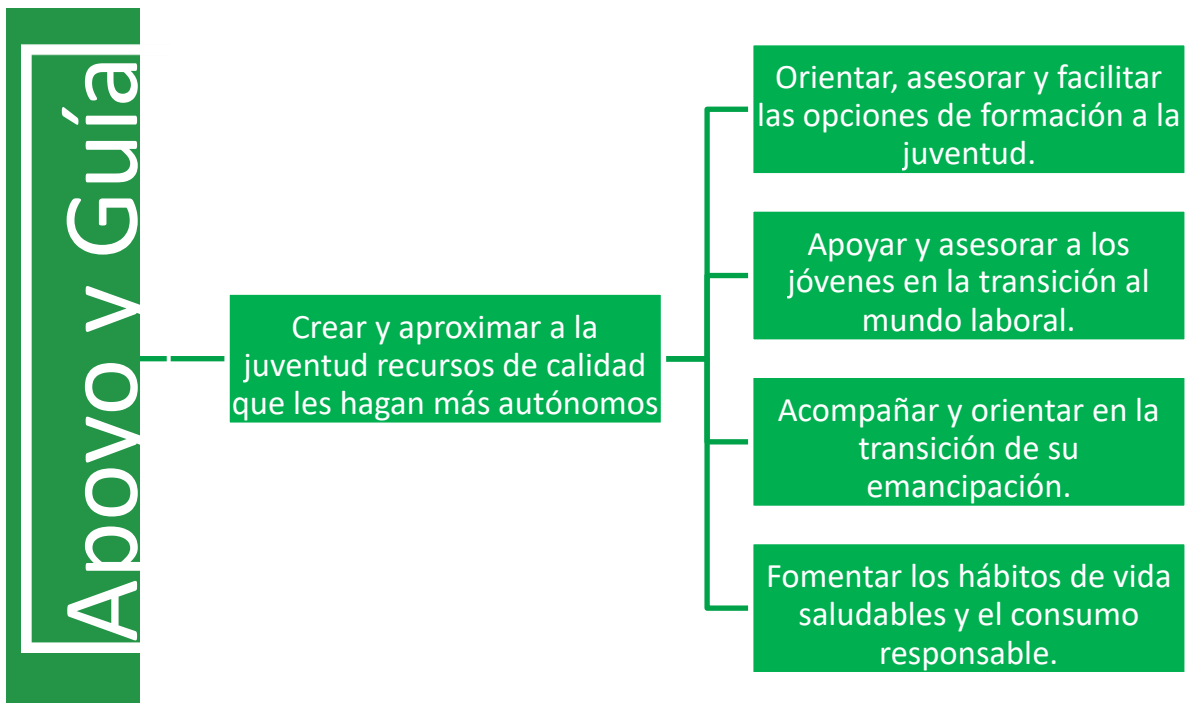 Apoyo y Guía
Crear y aproximar a la
juventud recursos de calidad
que les hagan más autónomos
Orientar, asesorar y facilitar
las opciones de formación a la
juventud.
Apoyar y asesorar a los
jóvenes en la transición al
mundo laboral.
Acompañar y orientar en la
transición de su
emancipación.
Fomentar los hábitos de vida
saludables y el consumo
responsable.